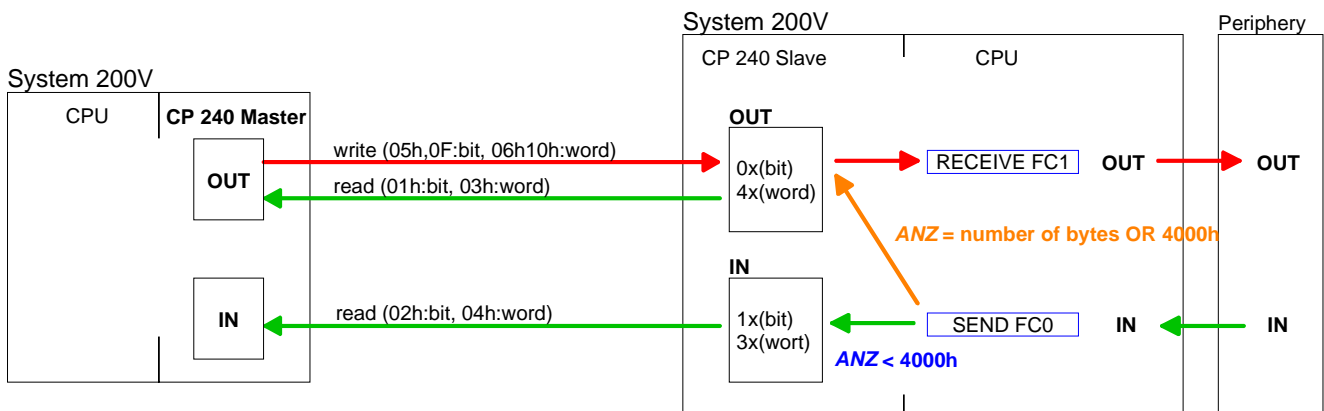 System 200V
Periphery
CP 240 Slave
CPU
System 200V
CPU
CP 240 Master
OUT
write (05h,0F:bit, 06h10h:word)
0x(bit)
RECEIVE FC1
OUT
OUT
OUT
read (01h:bit, 03h:word)
4x(word)
ANZ = number of bytes OR 4000h
IN
IN
read (02h:bit, 04h:word)
1x(bit)
SEND FC0
IN
IN
3x(wort)
ANZ < 4000h